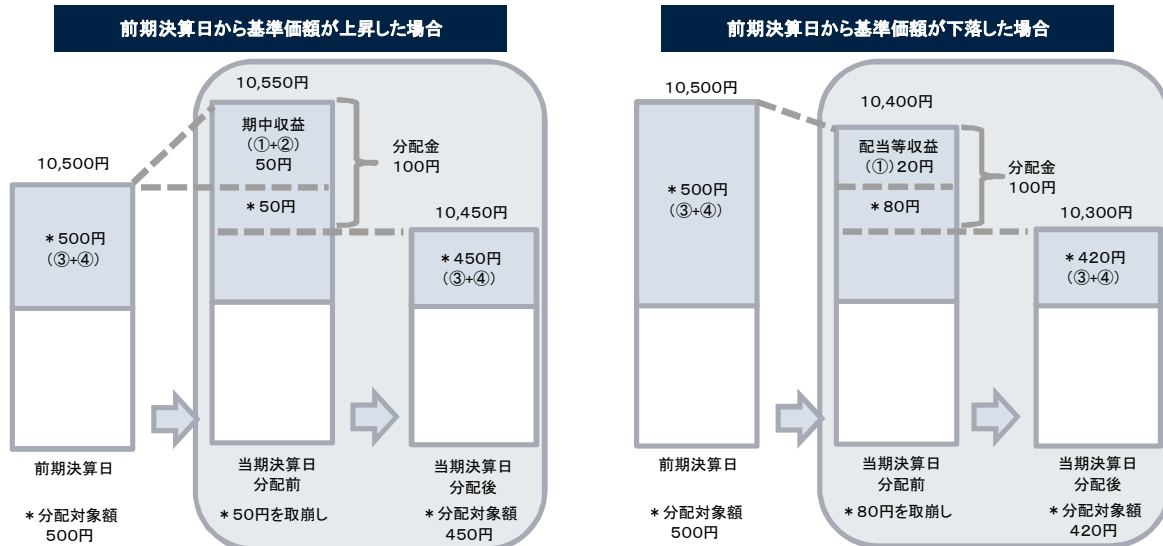 前期決算日から基準価額が上昇した場合
10,550円
期中収益
(①+②)
50円
分配金
100円
10,500円
*50円
10,450円
*500円
(③+④)
*450円
(③+④)
前期決算日
当期決算日
分配前
当期決算日
分配後
*分配対象額
500円
*50円を取崩し
*分配対象額
450円
前期決算日から基準価額が下落した場合
10,500円
10,400円
配当等収益
(①)20円
分配金
100円
*500円
(③+④)
*80円
10,300円
*420円
(③+④)
前期決算日
当期決算日
分配前
当期決算日
分配後
*分配対象額
500円
*80円を取崩し
*分配対象額
420円